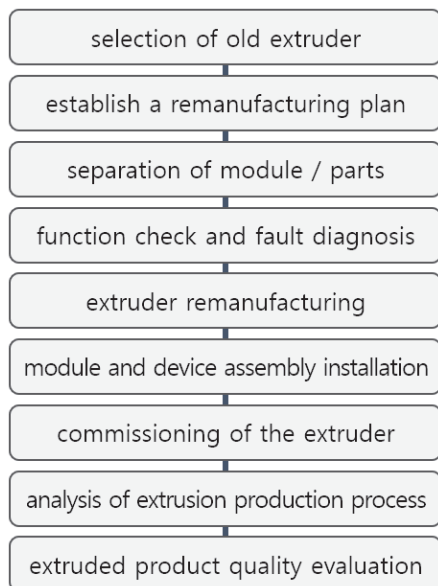 selection of old extruder
establish a remanufacturing plan
separation of module / parts
function check and fault diagnosis
extruder remanufacturing
module and device assembly installation
commissioning of the extruder
analysis of extrusion production process
extruded product quality evaluation